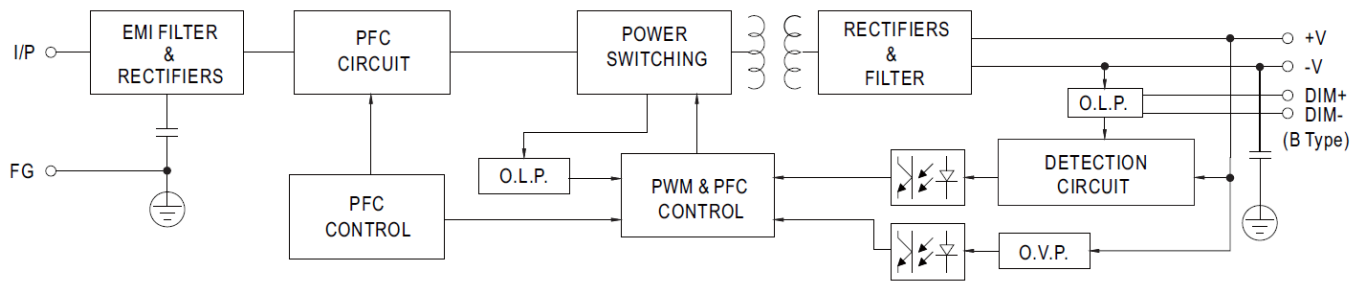 I/P
EMI FILTER
&
RECTIFIERS
PFC
CIRCUIT
POWER
SWITCHING
RECTIFIERS
&
FILTER
+V
-V
O.L.P.
DIM+
DIM-
(B Type)
FG
O.L.P.
PFC
CONTROL
PWM & PFC
CONTROL
DETECTION
CIRCUIT
O.V.P.